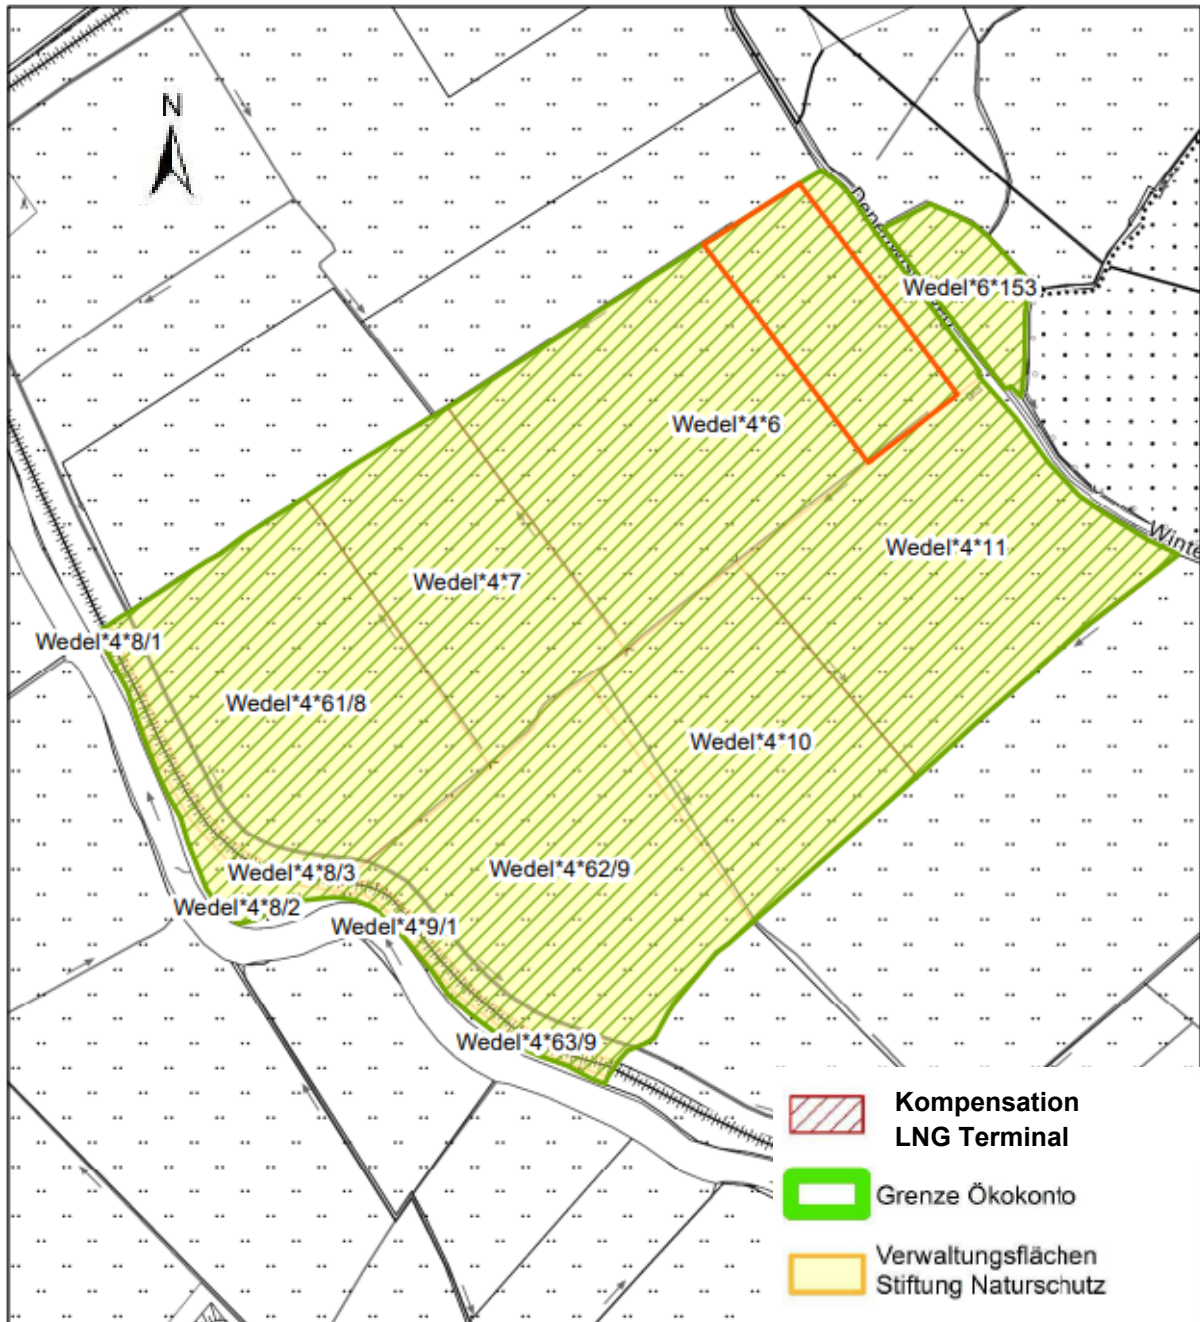 N
Wedel*6*153
Wedel*4*6
Wedel*4*11
Winte
Wedel*4*7
Wedel*4*8/1
Wedel*4*61/8
Wedel*4*10
Wedel*4*8/3
Wedel*4*62/9
Wedel*4*8/2
Wedel*4*9/1
Wedel*4*63/9
Kompensation
LNG Terminal
Grenze Ökokonto
Verwaltungsflächen
Stiftung Naturschutz